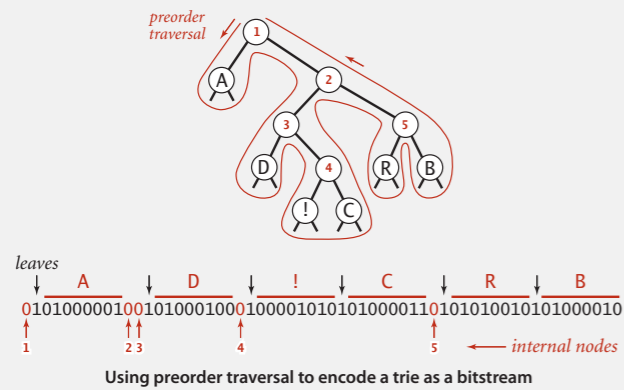 preorder
traversal
1
A
2
3
5
D
4
R
B
!
C
leaves
A D ! C R B
01010000010010100010001000010101010000110101010010101000010
1 2 3 4 5 internal nodes
Using preorder traversal to encode a trie as a bitstream